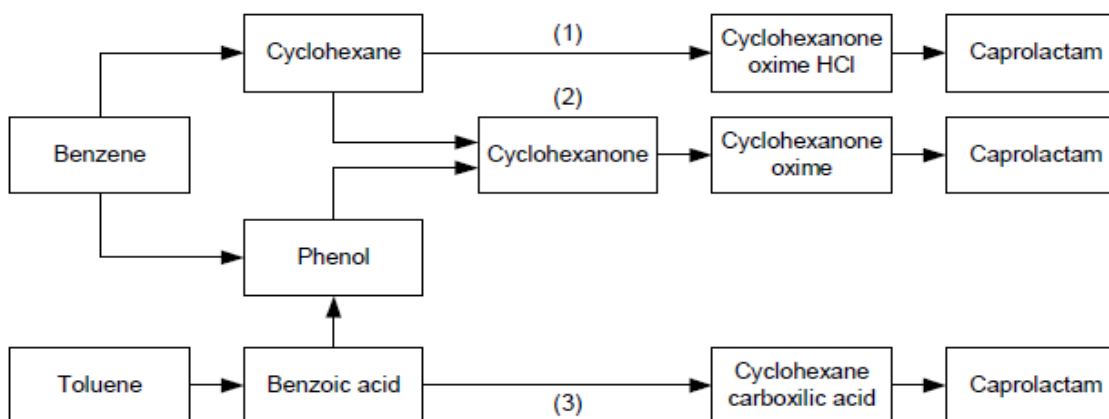 (1)
Cyclohexane
Cyclohexanone
oxime HCl
Caprolactam
(2)
Benzene
Cyclohexanone
Cyclohexanone
oxime
Caprolactam
Phenol
Toluene
Benzoic acid
(3)
Cyclohexane
carboxilic acid
Caprolactam